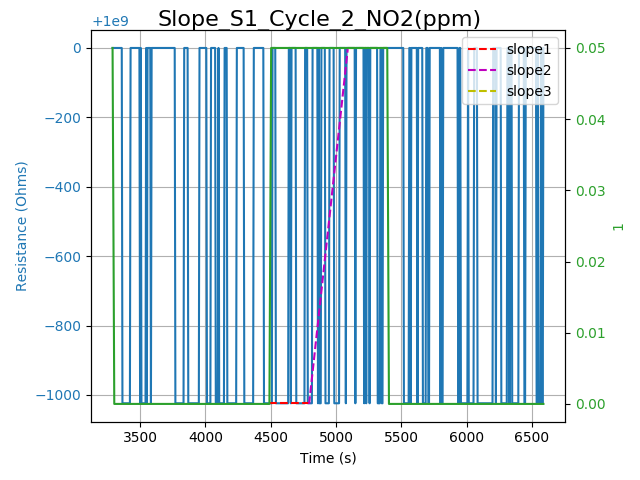 Slope_S1_Cycle_2_NO2(ppm)
+1e9
slope1
slope2
slope3
0
−200
−400
−600
−800
−1000
Resistance (Ohms)
0.05
0.04
0.03
0.02
0.01
0.00
1
3500 4000 4500 5000 5500 6000 6500
Time (s)